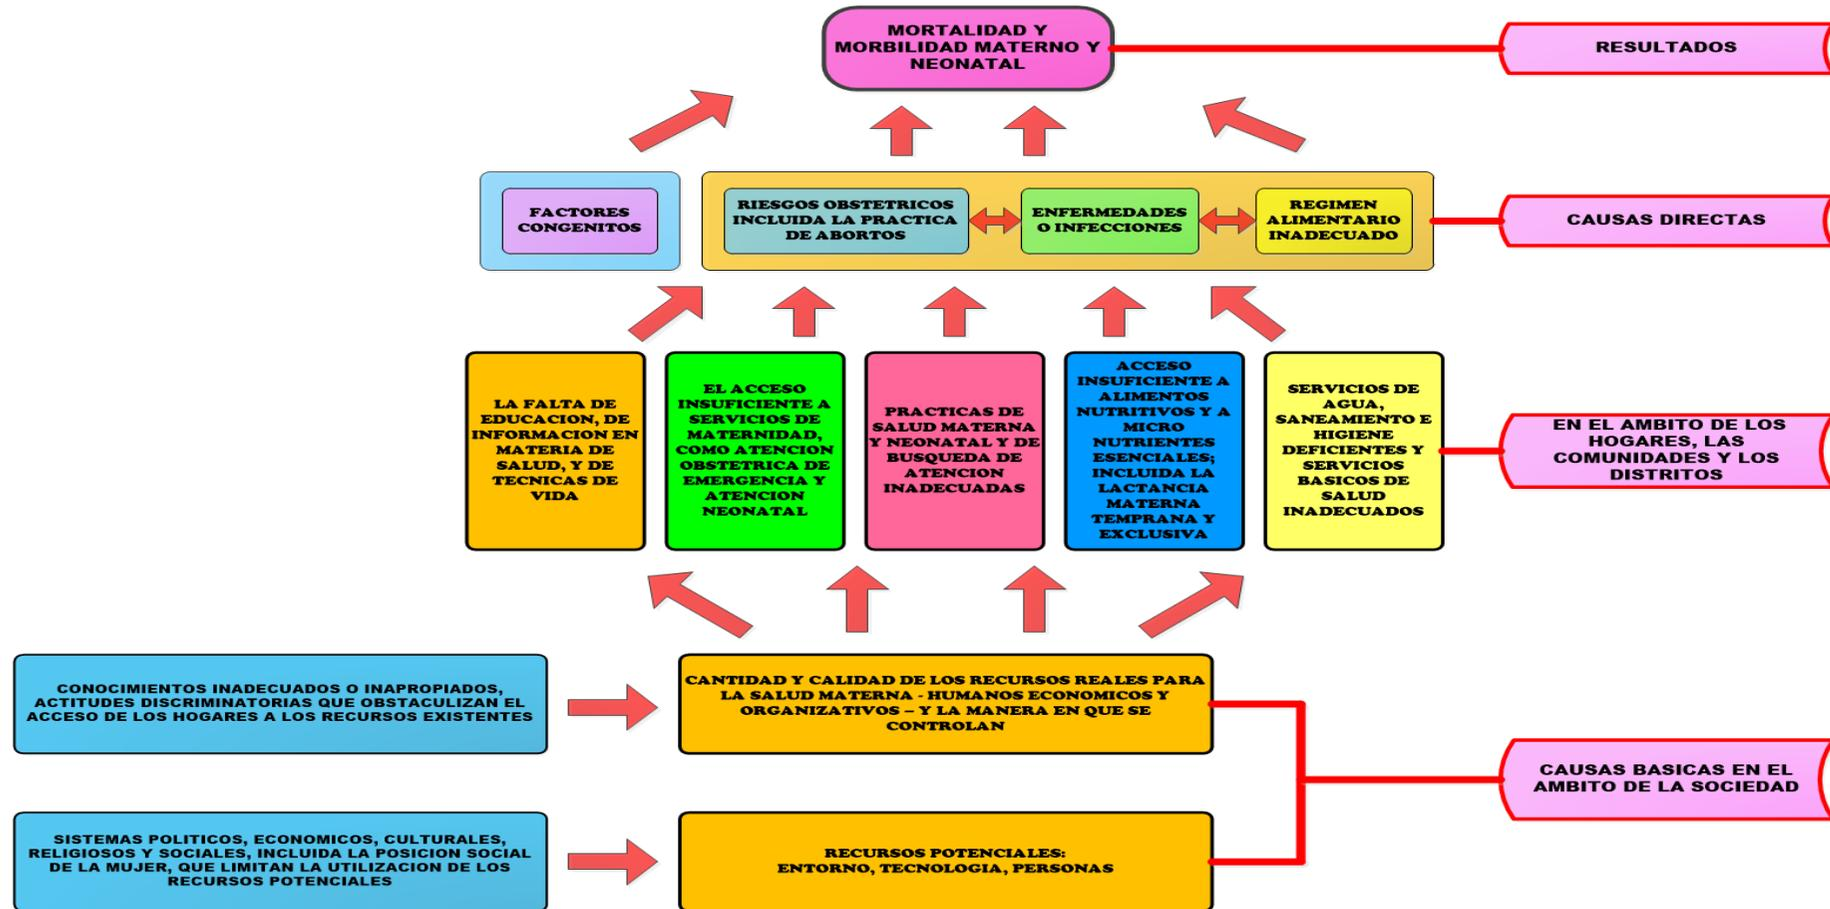 MORTALIDAD Y
MORBILIDAD MATERNO Y
NEONATAL
RESULTADOS
FACTORES
CONGENITOS
RIESGOS OBSTETRICOS
INCLUIDA LA PRACTICA
DE ABORTOS
ENFERMEDADES
O INFECCIONES
REGIMEN
ALIMENTARIO
INADECUADO
CAUSAS DIRECTAS
LA FALTA DE
EDUCACION, DE
INFORMACION EN
MATERIA DE
SALUD, Y DE
TECNICAS DE
VIDA
EL ACCESO
INSUFICIENTE A
SERVICIOS DE
MATERNIDAD,
COMO ATENCION
OBSTETRICA DE
EMERGENCIA Y
ATENCION
NEONATAL
PRACTICAS DE
SALUD MATERNA
Y NEONATAL Y DE
BUSQUEDA DE
ATENCION
INADECUADAS
ACCESO
INSUFICIENTE A
ALIMENTOS
NUTRITIVOS Y A
MICRO
NUTRIENTES
ESENCIALES;
INCLUIDA LA
LACTANCIA
MATERNA
TEMPRANA Y
EXCLUSIVA
SERVICIOS DE
AGUA,
SANEAMIENTO E
HIGIENE
DEFICIENTES Y
SERVICIOS
BASICOS DE
SALUD
INADECUADOS
EN EL AMBITO DE LOS
HOGARES, LAS
COMUNIDADES Y LOS
DISTRITOS
CONOCIMIENTOS INADECUADOS O INAPROPIADOS,
ACTITUDES DISCRIMINATORIAS QUE OBSTACULIZAN EL
ACCESO DE LOS HOGARES A LOS RECURSOS EXISTENTES
CANTIDAD Y CALIDAD DE LOS RECURSOS REALES PARA
LA SALUD MATERNA - HUMANOS ECONOMICOS Y
ORGANIZATIVOS – Y LA MANERA EN QUE SE
CONTROLAN
CAUSAS BASICAS EN EL
AMBITO DE LA SOCIEDAD
SISTEMAS POLITICOS, ECONOMICOS, CULTURALES,
RELIGIOSOS Y SOCIALES, INCLUIDA LA POSICION SOCIAL
DE LA MUJER, QUE LIMITAN LA UTILIZACION DE LOS
RECURSOS POTENCIALES
RECURSOS POTENCIALES:
ENTORNO, TECNOLOGIA, PERSONAS